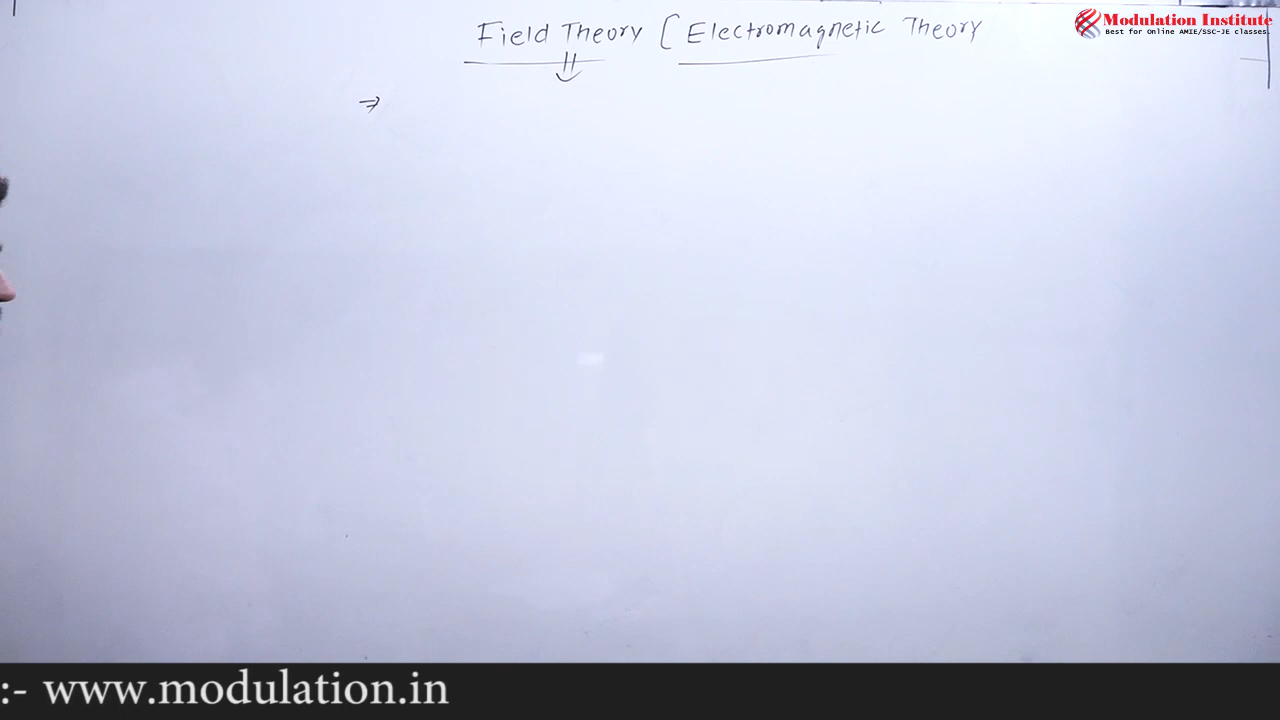 Field Theory [ Electromagnetic Theory
Modulation Institute
Best for Online AMIE/SSC-JE classes.
⇒
:- www.modulation.in